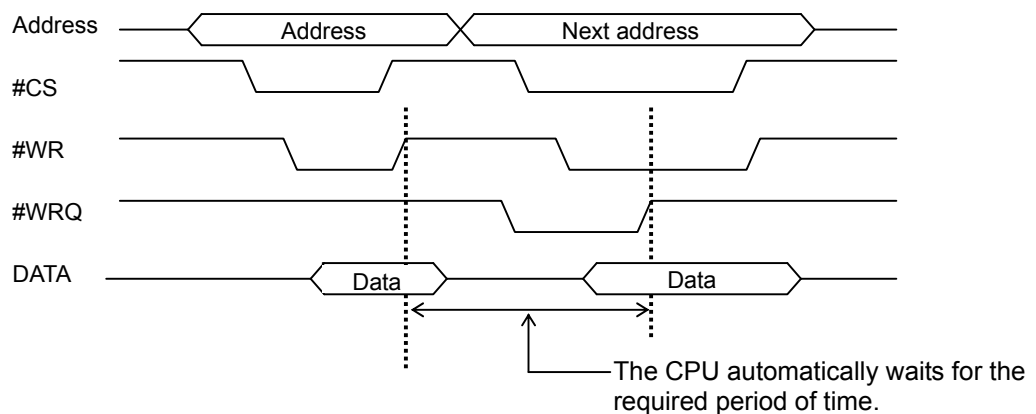 Address
Address
Next address
#CS
#WR
#WRQ
DATA
Data
Data
The CPU automatically waits for the
required period of time.